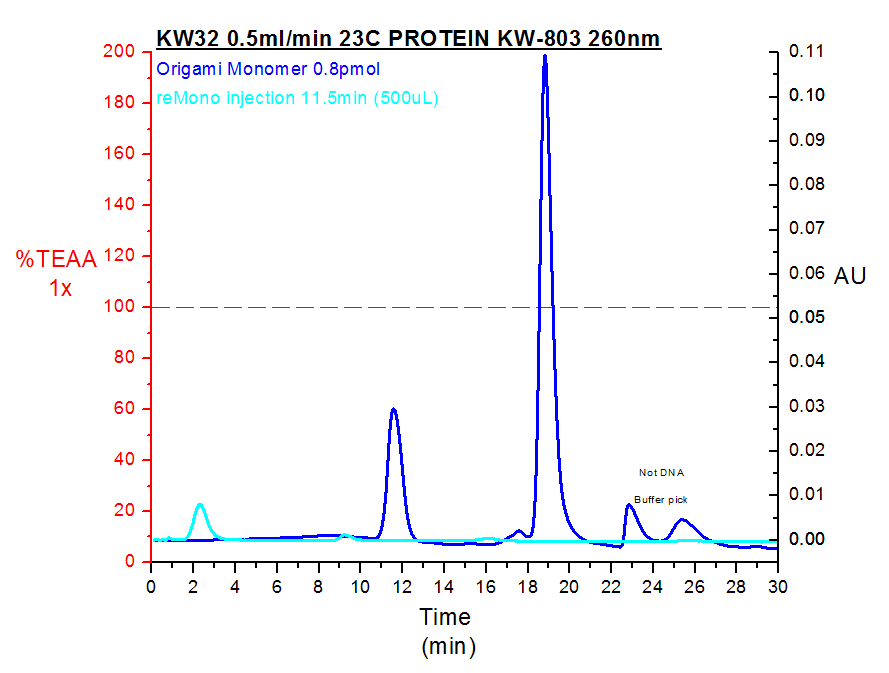 KW32 0.5ml/min 23C PROTEIN KW-803 260nm
Origami Monomer 0.8pmol
reMono injection 11.5min (500uL)
200
180
160
140
120
100
80
60
40
20
0
%TEAA
1x
0.11
0.10
0.09
0.08
0.07
0.06
0.05
0.04
0.03
0.02
0.01
0.00
AU
Not DNA
Buffer pick
0 2 4 6 8 10 12 14 16 18 20 22 24 26 28 30
Time
(min)